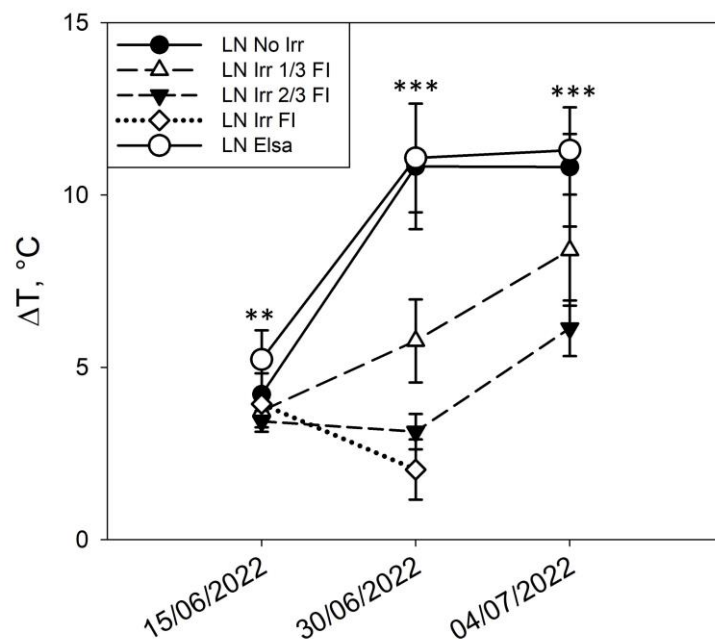 15
LN No Irr
LN Irr 1/3 FI
LN Irr 2/3 FI
LN Irr FI
LN Elsa
***
***
10
ΔT, °C
**
5
0
15/06/2022
30/06/2022
04/07/2022